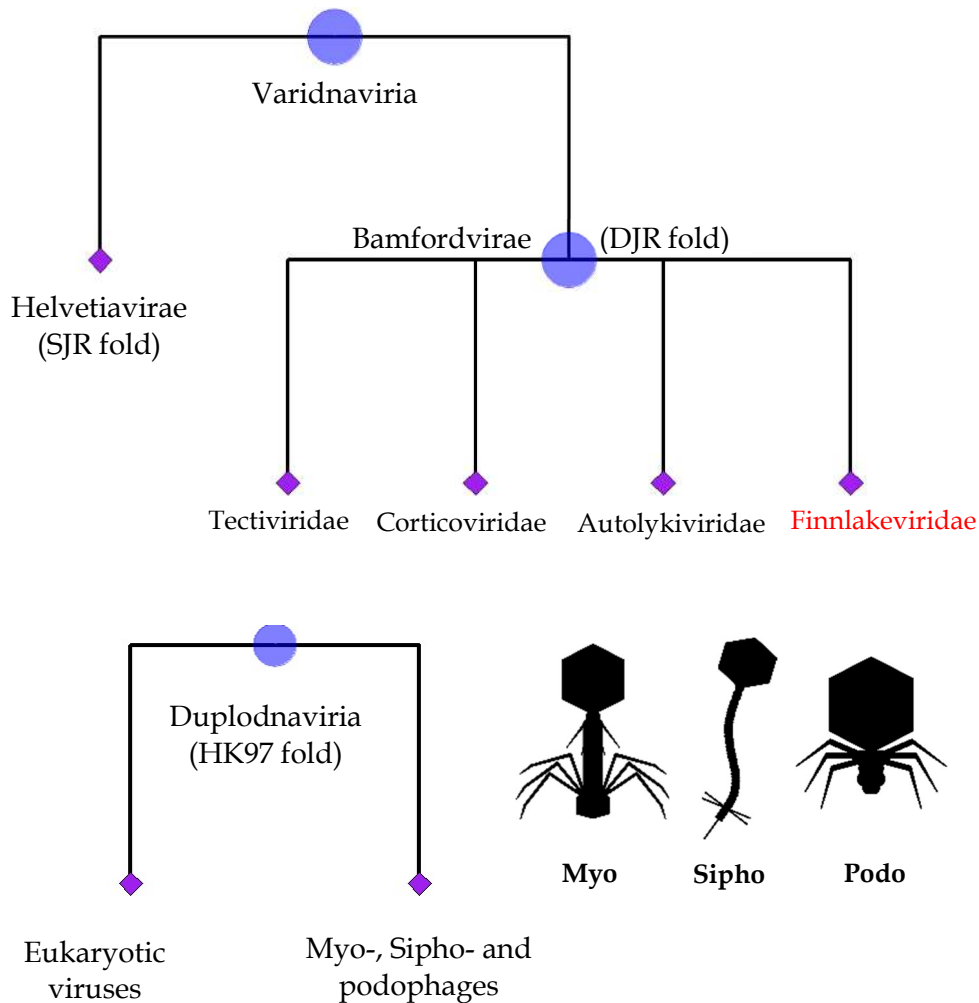 Varidnaviria
Bamfordvirae (DJR fold)
Helvetiavirae
(SJR fold)
Tectiviridae Corticoviridae Autolykiviridae Finnlakeviridae
Duplodnaviria
(HK97 fold)
Myo Sipho Podo
Eukaryotic
viruses
Myo-, Sipho- and
podophages